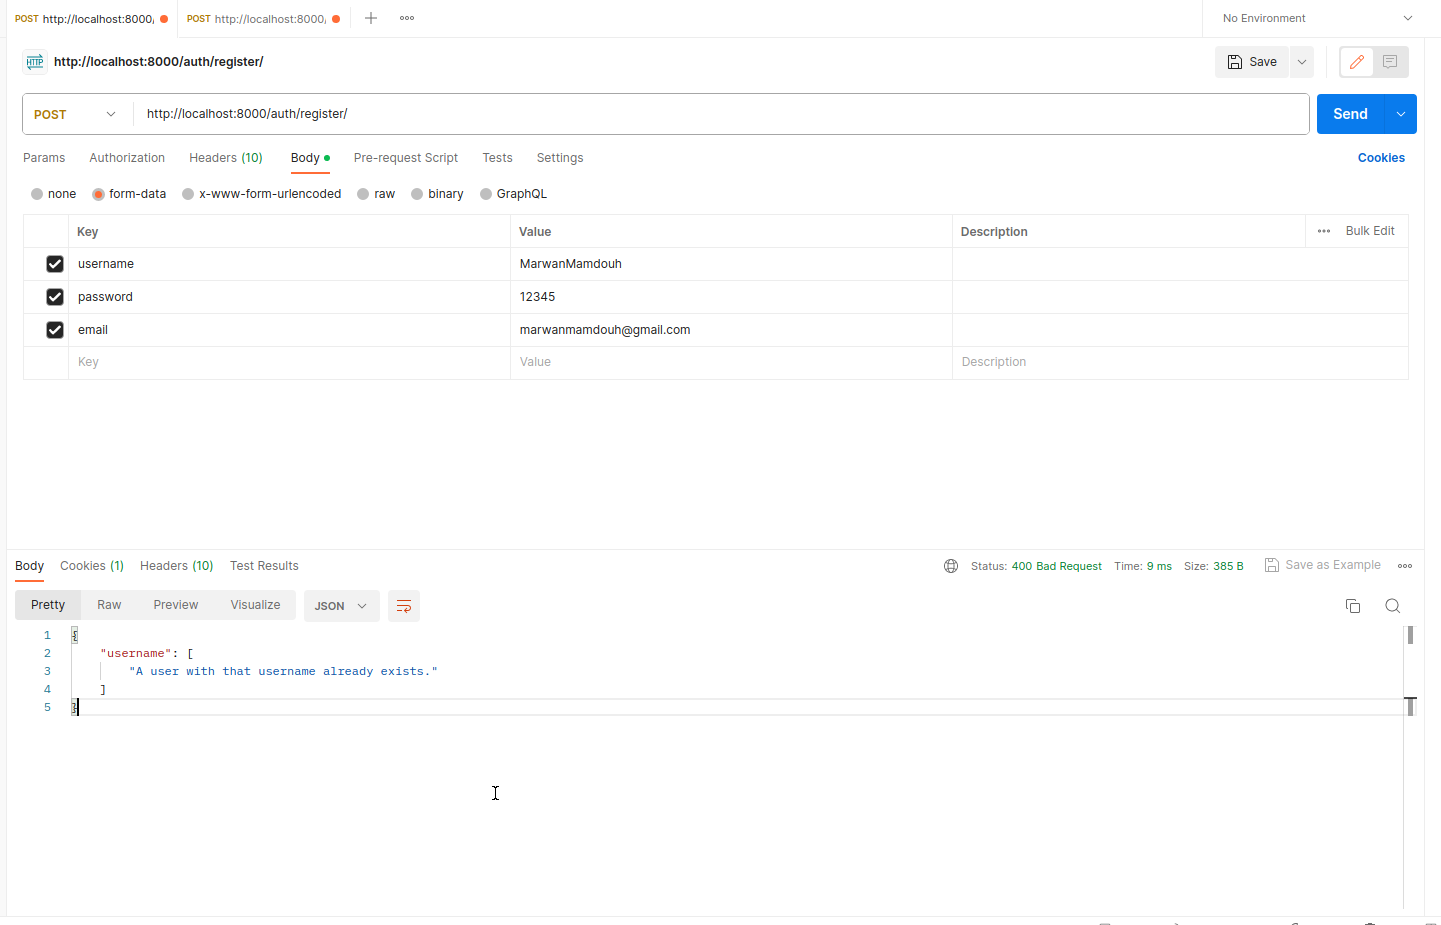 POST http://localhost:8000, POST http://localhost:8000, No Environment
HTTP http://localhost:8000/auth/register/ Save
POST http://localhost:8000/auth/register/ Send
Params Authorization Headers (10) Body Pre-request Script Tests Settings Cookies
none form-data x-www-form-urlencoded raw binary GraphQL
Key Value Description Bulk Edit
username MarwanMamdouh
password 12345
email marwanmamdouh@gmail.com
Key Value Description
Body Cookies (1) Headers (10) Test Results Status: 400 Bad Request Time: 9 ms Size: 385 B Save as Example
Pretty Raw Preview Visualize JSON
1 {
2 "username": [
3 "A user with that username already exists."
4 ]
5 }